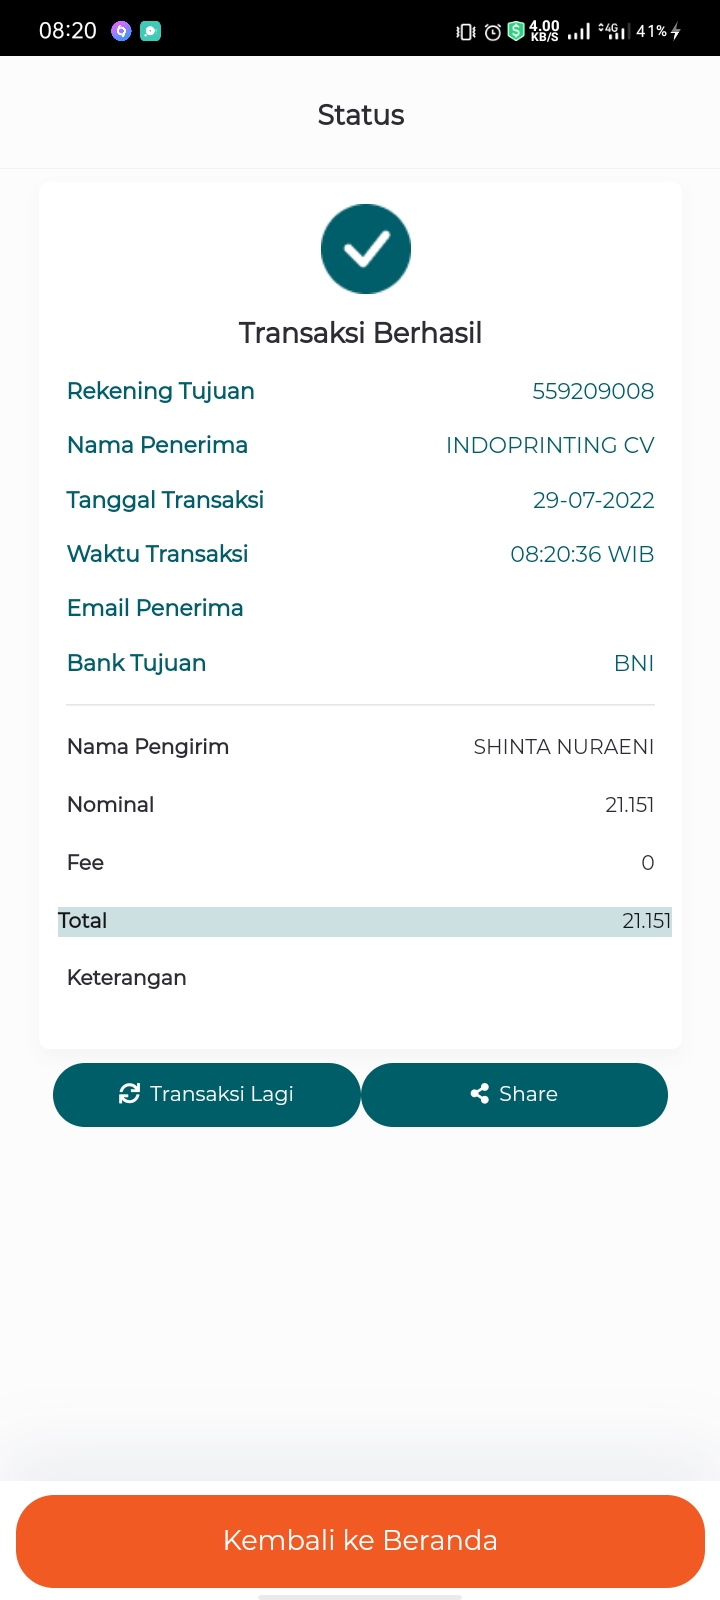 08:20 4.00 KB/S 4G 41%
Status
Transaksi Berhasil
Rekening Tujuan 559209008
Nama Penerima INDOPRINTING CV
Tanggal Transaksi 29-07-2022
Waktu Transaksi 08:20:36 WIB
Email Penerima
Bank Tujuan BNI
Nama Pengirim SHINTA NURAENI
Nominal 21.151
Fee 0
Total 21.151
Keterangan
Transaksi Lagi Share
Kembali ke Beranda